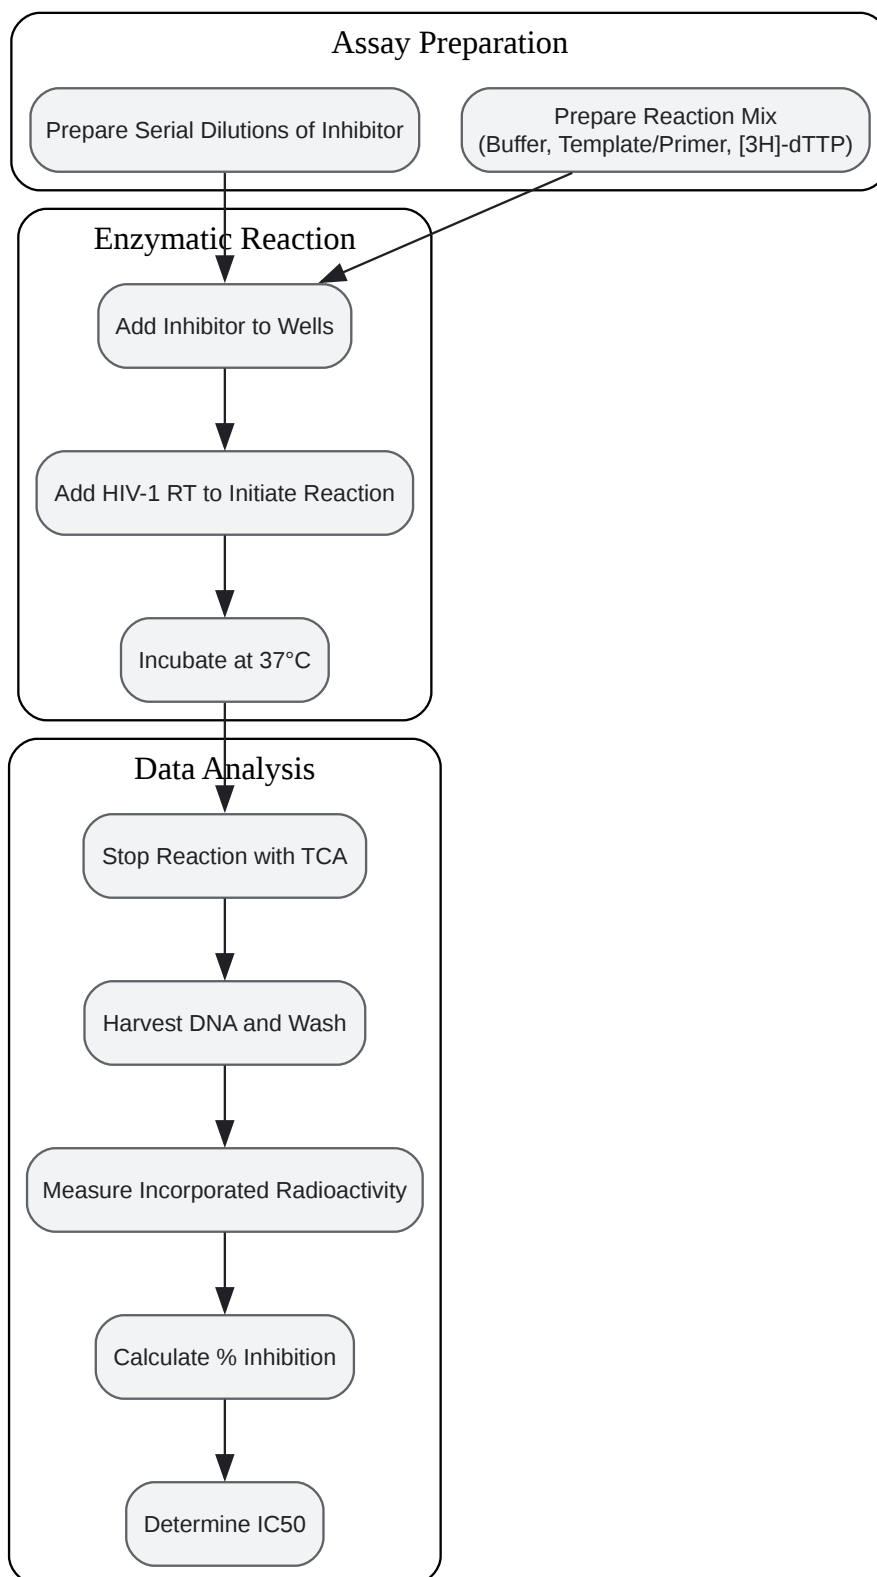 Assay Preparation
Prepare Serial Dilutions of Inhibitor
Prepare Reaction Mix
(Buffer, Template/Primer, [3H]-dTTP)
Enzymatic Reaction
Add Inhibitor to Wells
Add HIV-1 RT to Initiate Reaction
Incubate at 37°C
Data Analysis
Stop Reaction with TCA
Harvest DNA and Wash
Measure Incorporated Radioactivity
Calculate % Inhibition
Determine IC50